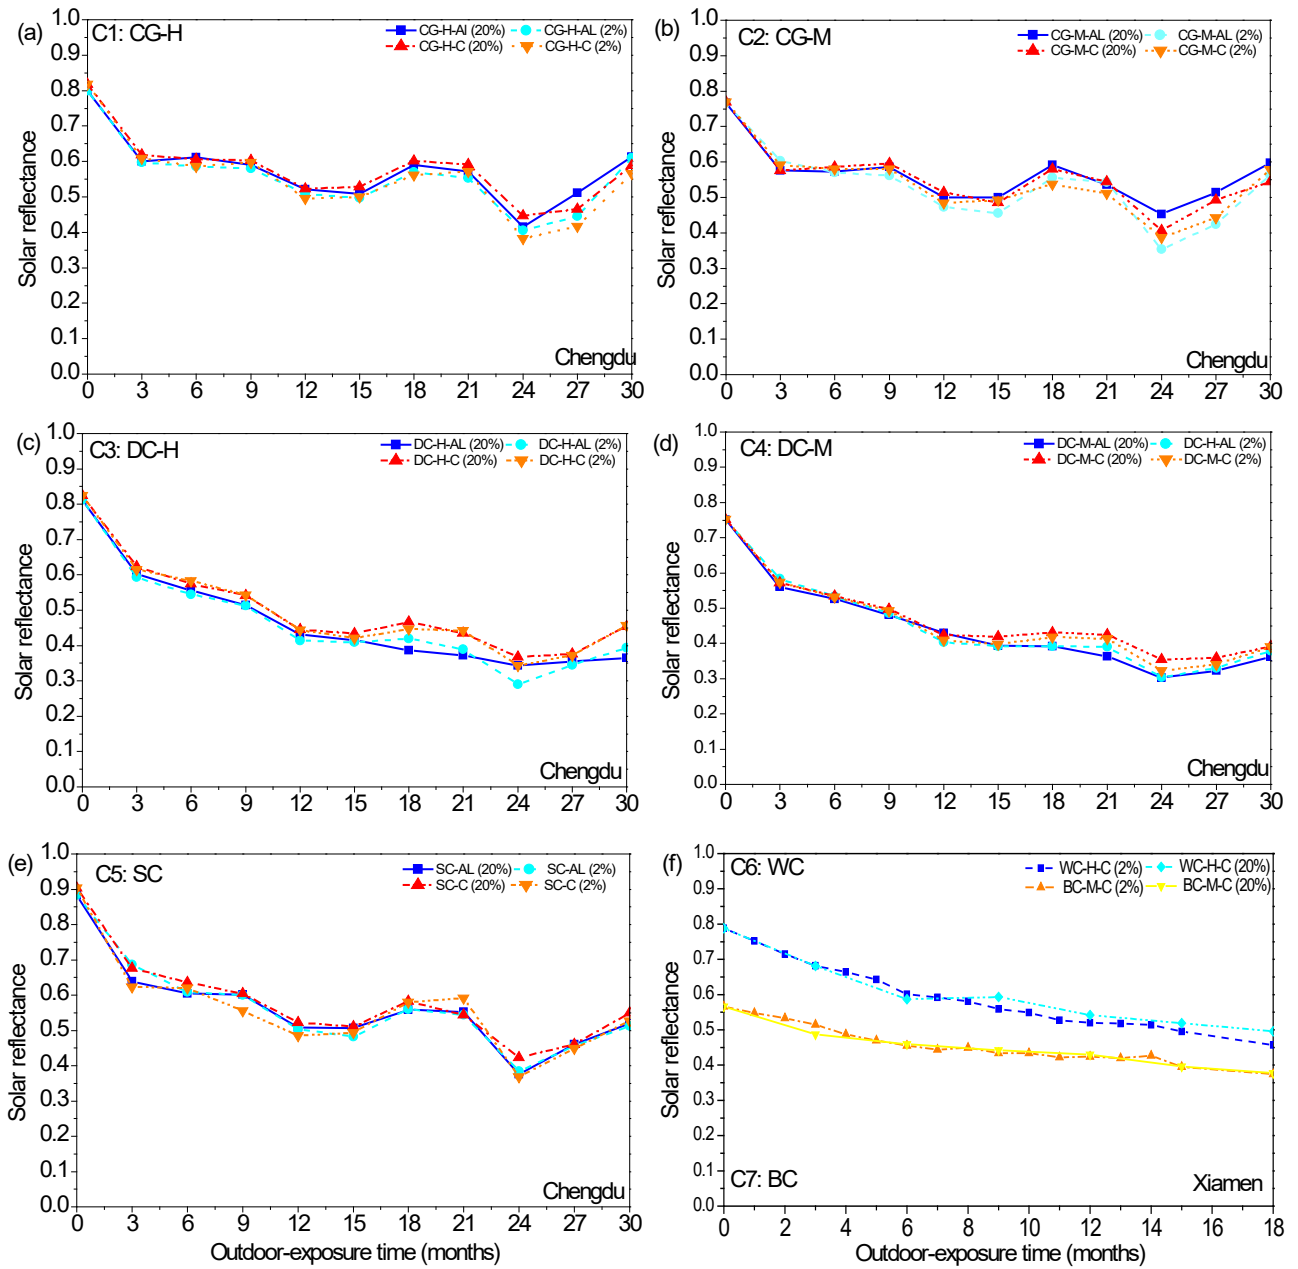 (a) C1: CG-H
CG-H-Al (20%) CG-H-AL (2%)
CG-H-C (20%) CG-H-C (2%)
Solar reflectance
1.0
0.9
0.8
0.7
0.6
0.5
0.4
0.3
0.2
0.1
0.0
Chengdu
0 3 6 9 12 15 18 21 24 27 30
(b) C2: CG-M
CG-M-AL (20%) CG-M-AL (2%)
CG-M-C (20%) CG-M-C (2%)
Solar reflectance
1.0
0.9
0.8
0.7
0.6
0.5
0.4
0.3
0.2
0.1
0.0
Chengdu
0 3 6 9 12 15 18 21 24 27 30
(c) C3: DC-H
DC-H-AL (20%) DC-H-AL (2%)
DC-H-C (20%) DC-H-C (2%)
Solar reflectance
1.0
0.9
0.8
0.7
0.6
0.5
0.4
0.3
0.2
0.1
0.0
Chengdu
0 3 6 9 12 15 18 21 24 27 30
(d) C4: DC-M
DC-M-AL (20%) DC-H-AL (2%)
DC-M-C (20%) DC-M-C (2%)
Solar reflectance
1.0
0.9
0.8
0.7
0.6
0.5
0.4
0.3
0.2
0.1
0.0
Chengdu
0 3 6 9 12 15 18 21 24 27 30
(e) C5: SC
SC-AL (20%) SC-AL (2%)
SC-C (20%) SC-C (2%)
Solar reflectance
1.0
0.9
0.8
0.7
0.6
0.5
0.4
0.3
0.2
0.1
0.0
Chengdu
0 3 6 9 12 15 18 21 24 27 30
Outdoor-exposure time (months)
(f) C6: WC
WC-H-C (2%) WC-H-C (20%)
BC-M-C (2%) BC-M-C (20%)
Solar reflectance
1.0
0.9
0.8
0.7
0.6
0.5
0.4
0.3
0.2
0.1
0.0
C7: BC Xiamen
0 2 4 6 8 10 12 14 16 18
Outdoor-exposure time (months)